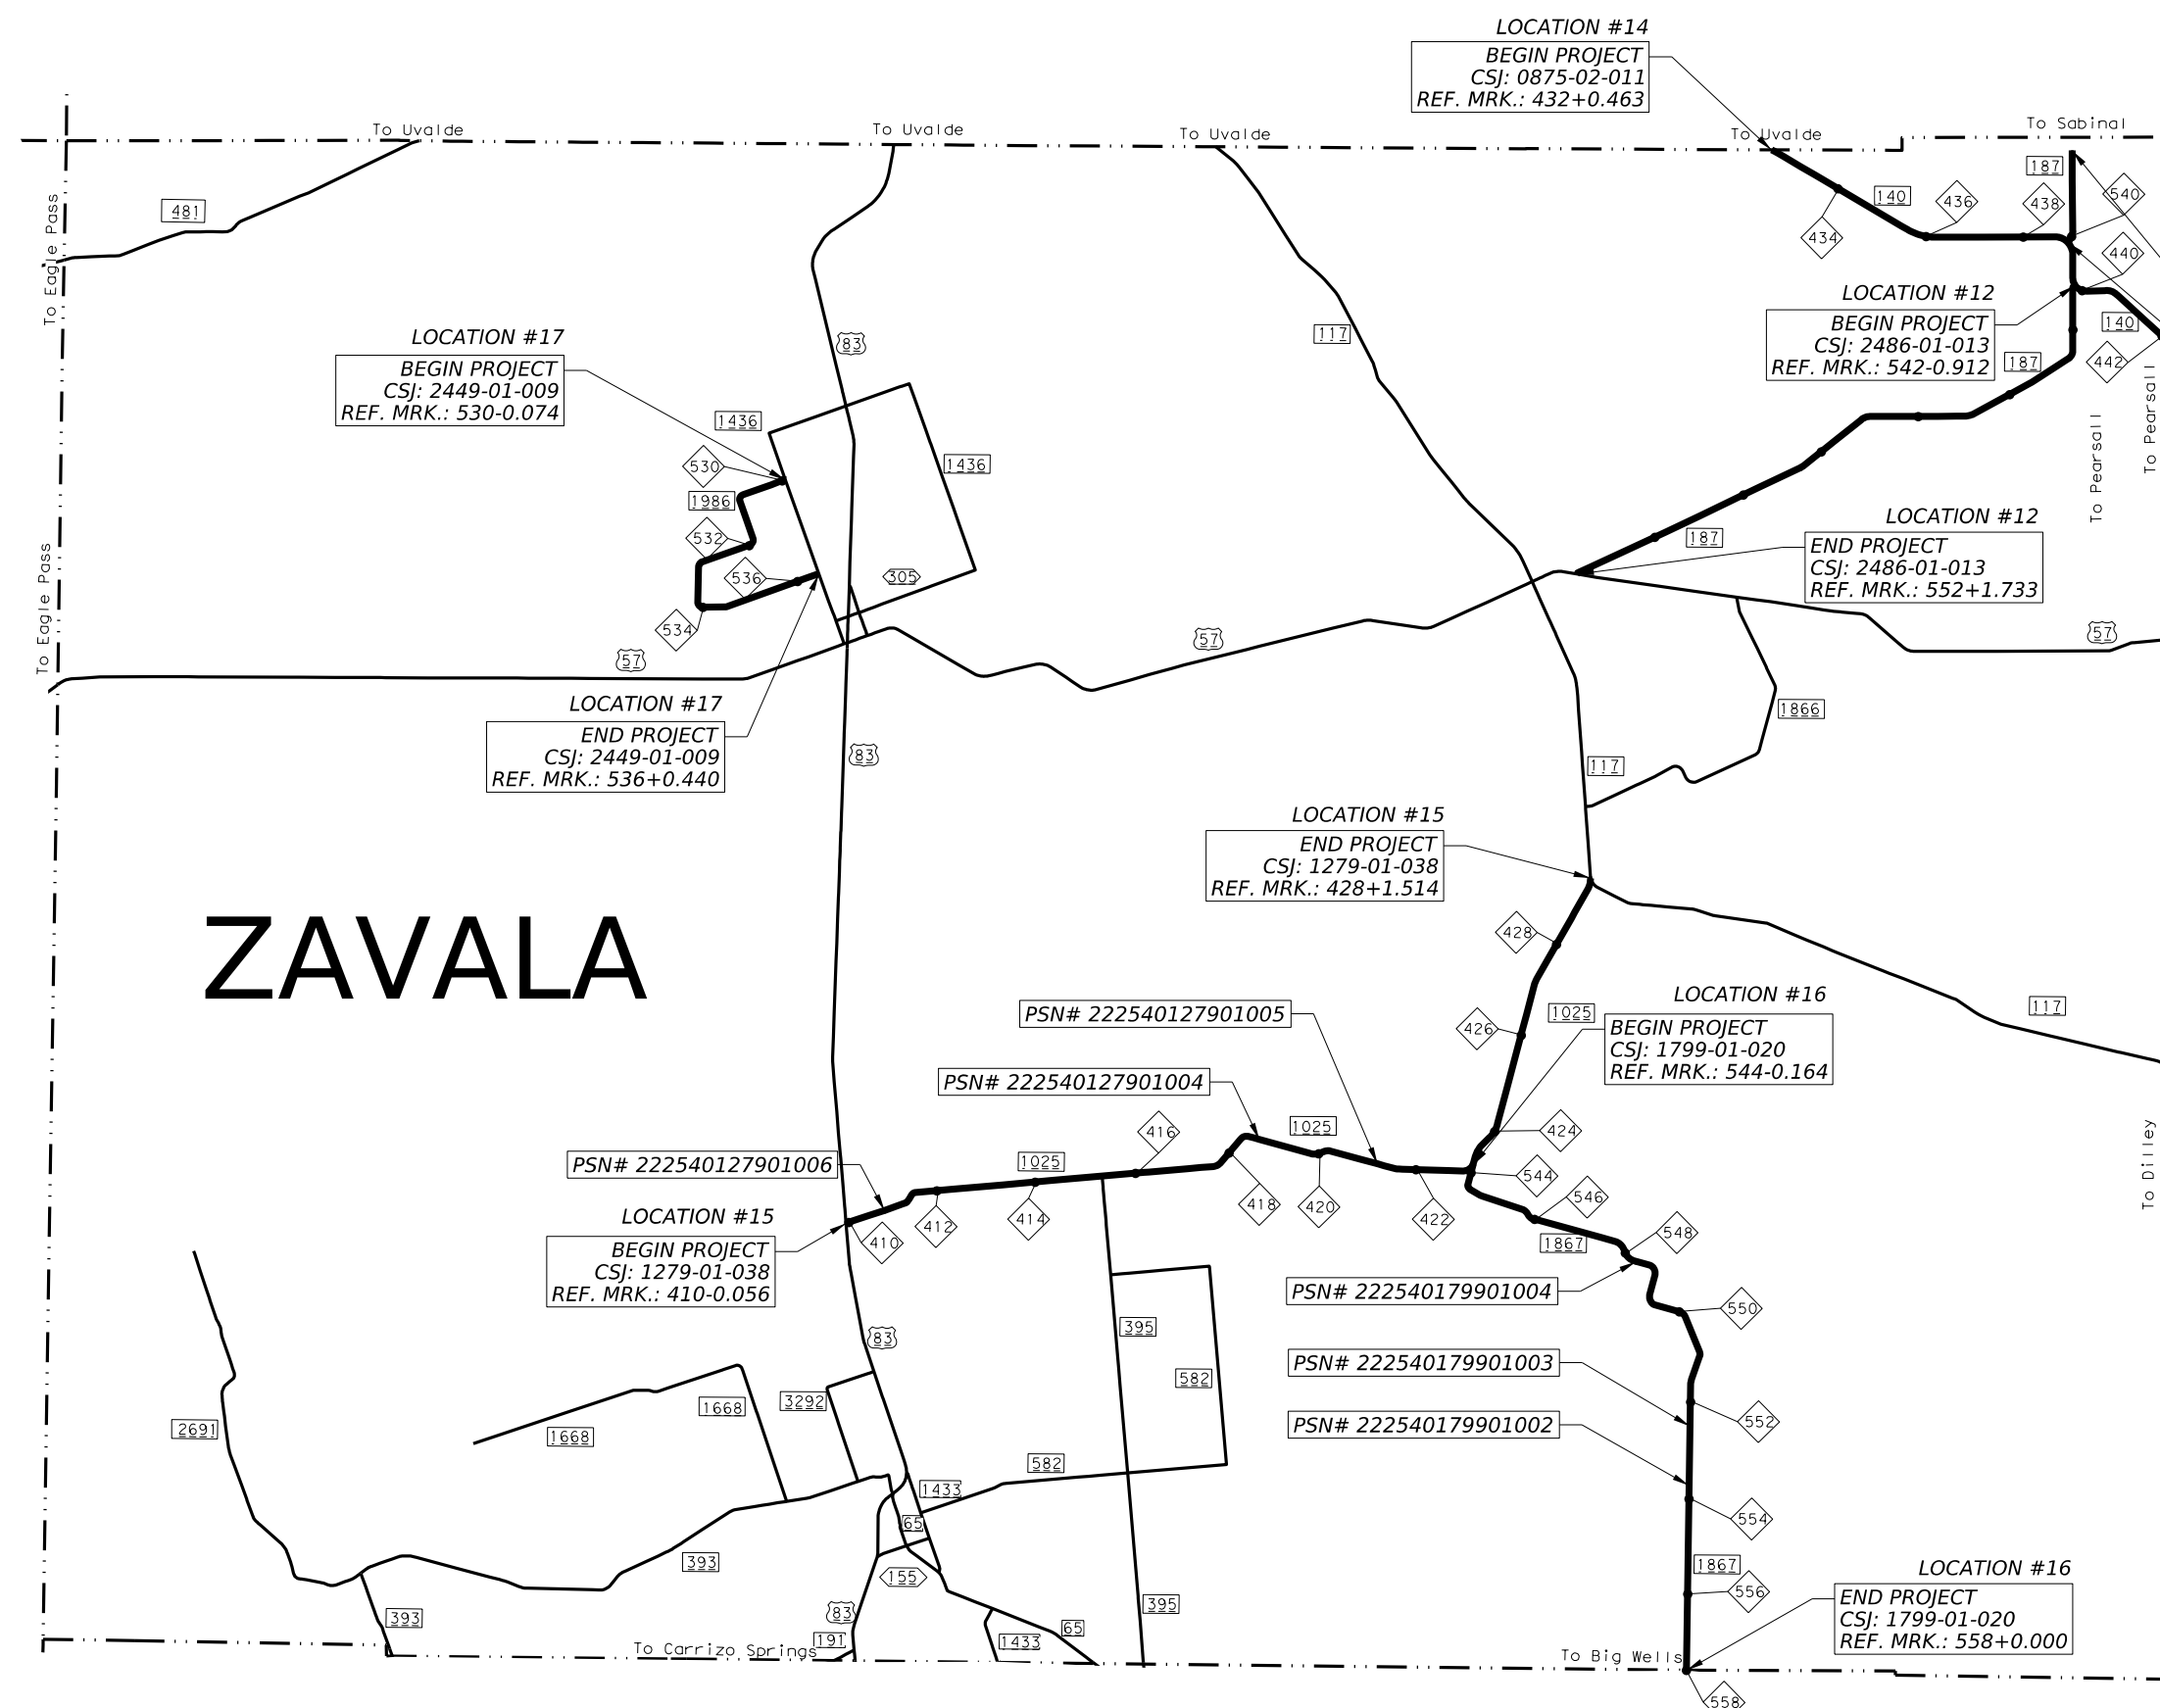 LOCATION #14
BEGIN PROJECT
CSJ: 0875-02-011
REF. MRK.: 432+0.463
To Uvalde
To Uvalde
To Uvalde
To Uvalde
To Sabinal
187
481
140
436
438
540
434
440
To Eagle Pass
LOCATION #12
BEGIN PROJECT
CSJ: 2486-01-013
REF. MRK.: 542-0.912
140
442
187
To Pearsall
To Pearsall
LOCATION #17
BEGIN PROJECT
CSJ: 2449-01-009
REF. MRK.: 530-0.074
83
117
1436
1436
530
1986
532
536
534
305
LOCATION #12
END PROJECT
CSJ: 2486-01-013
REF. MRK.: 552+1.733
187
To Eagle Pass
57
57
57
LOCATION #17
END PROJECT
CSJ: 2449-01-009
REF. MRK.: 536+0.440
83
1866
117
LOCATION #15
END PROJECT
CSJ: 1279-01-038
REF. MRK.: 428+1.514
ZAVALA
428
426
1025
LOCATION #16
BEGIN PROJECT
CSJ: 1799-01-020
REF. MRK.: 544-0.164
117
PSN# 222540127901005
PSN# 222540127901004
PSN# 222540127901006
1025
416
1025
424
544
546
548
418
420
422
412
414
410
To Dilley
LOCATION #15
BEGIN PROJECT
CSJ: 1279-01-038
REF. MRK.: 410-0.056
1867
PSN# 222540179901004
550
PSN# 222540179901003
PSN# 222540179901002
552
554
83
395
582
3292
1668
1668
2691
582
1433
65
393
155
393
83
191
1433
65
395
1867
556
LOCATION #16
END PROJECT
CSJ: 1799-01-020
REF. MRK.: 558+0.000
To Carrizo Springs
To Big Wells
558